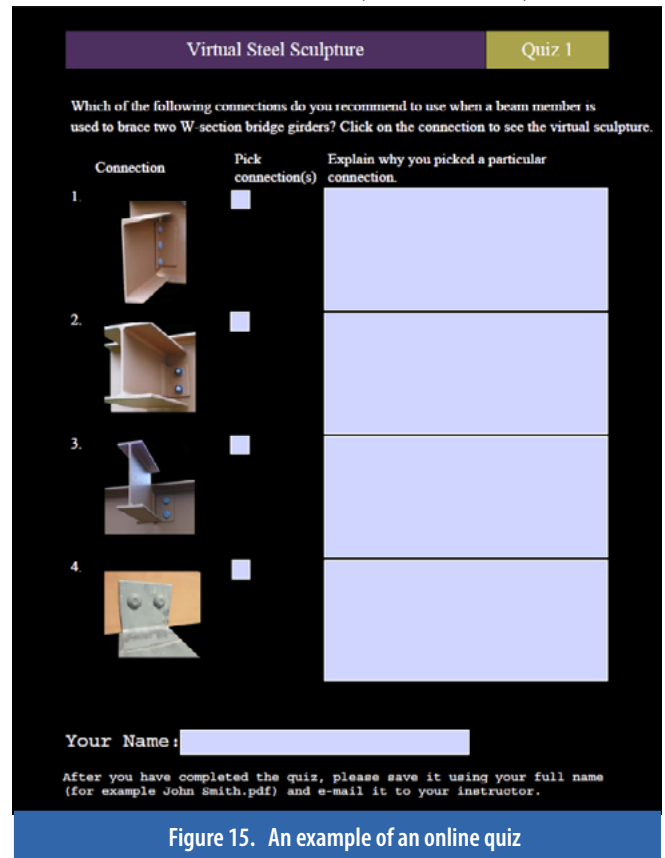 Virtual Steel Sculpture Quiz 1
Which of the following connections do you recommend to use when a beam member is
used to brace two W-section bridge girders? Click on the connection to see the virtual sculpture.
Connection
Pick
connection(s)
Explain why you picked a particular
connection.
1.
2.
3.
4.
Your Name:
After you have completed the quiz, please save it using your full name
(for example John Smith.pdf) and e-mail it to your instructor.
Figure 15. An example of an online quiz